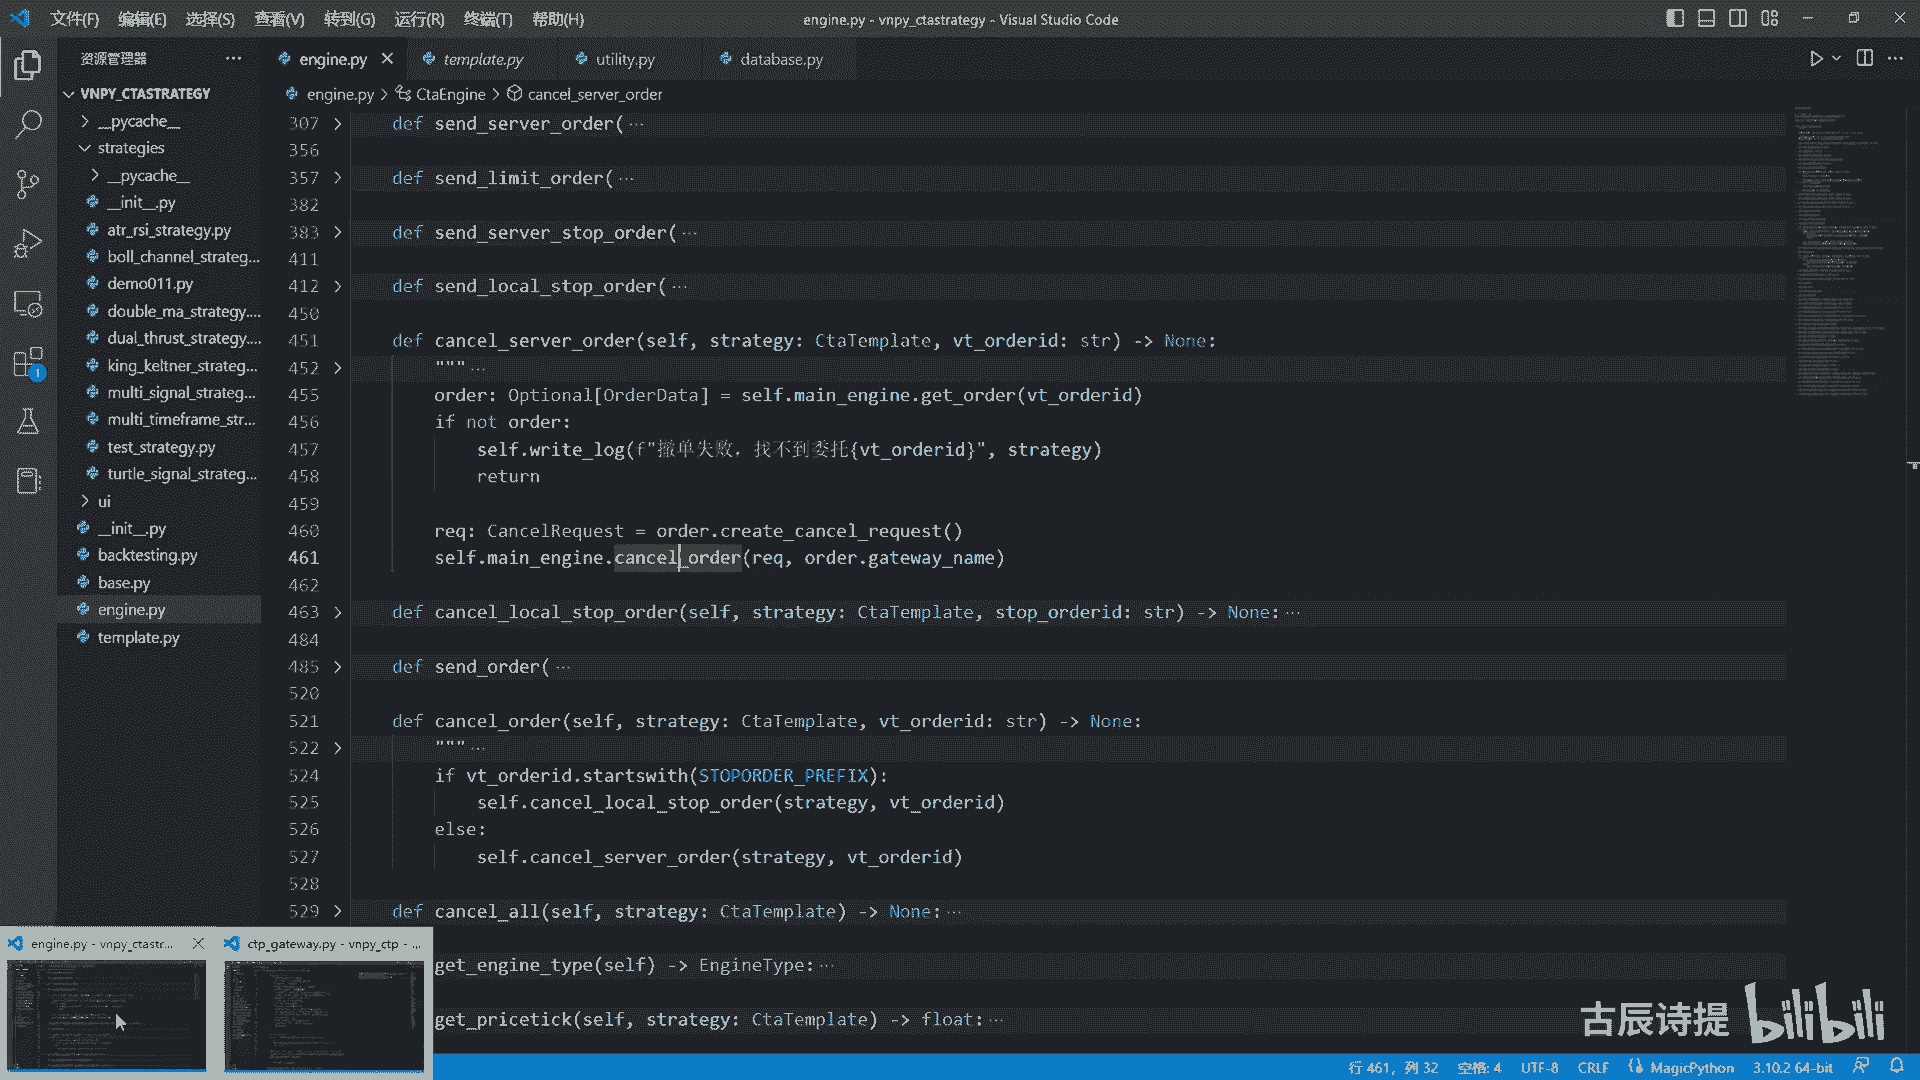 文件(F) 编辑(E) 选择(S) 查看(V) 转到(G) 运行(R) 终端(T) 帮助(H)
engine.py - vnpy_ctastrategy - Visual Studio Code
资源管理器
engine.py
template.py
utility.py
database.py
VNPY_CTASTRATEGY
__pycache__
strategies
__pycache__
__init__.py
atr_rsi_strategy.py
boll_channel_strateg...
demo011.py
double_ma_strategy....
dual_thrust_strategy....
king_keltner_strateg...
multi_signal_strateg...
multi_timeframe_str...
test_strategy.py
turtle_signal_strateg...
ui
__init__.py
backtesting.py
base.py
engine.py
template.py
1
engine.py > CtaEngine > cancel_server_order
307 def send_server_order(···
356
357 def send_limit_order(···
382
383 def send_server_stop_order(···
411
412 def send_local_stop_order(···
450
451 def cancel_server_order(self, strategy: CtaTemplate, vt_orderid: str) -> None:
452 """···
455 order: Optional[OrderData] = self.main_engine.get_order(vt_orderid)
456 if not order:
457 self.write_log(f"撤单失败，找不到委托{vt_orderid}", strategy)
458 return
459
460 req: CancelRequest = order.create_cancel_request()
461 self.main_engine.cancel_order(req, order.gateway_name)
462
463 def cancel_local_stop_order(self, strategy: CtaTemplate, stop_orderid: str) -> None:···
484
485 def send_order(···
520
521 def cancel_order(self, strategy: CtaTemplate, vt_orderid: str) -> None:
522 """···
524 if vt_orderid.startswith(STOPORDER_PREFIX):
525 self.cancel_local_stop_order(strategy, vt_orderid)
526 else:
527 self.cancel_server_order(strategy, vt_orderid)
528
529 def cancel_all(self, strategy: CtaTemplate) -> None:···
get_engine_type(self) -> EngineType:···
get_pricetick(self, strategy: CtaTemplate) -> float:···
engine.py - vnpy_ctastr...
ctp_gateway.py - vnpy_ctp - ...
古辰诗提 bilibili
行 461，列 32 空格: 4 UTF-8 CRLF MagicPython 3.10.2 64-bit